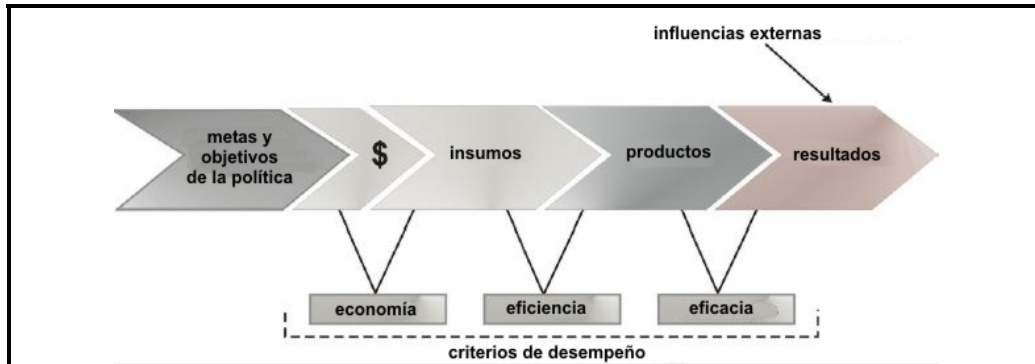 influencias externas
metas y
objetivos
de la política
$
insumos
productos
resultados
economía
eficiencia
eficacia
criterios de desempeño